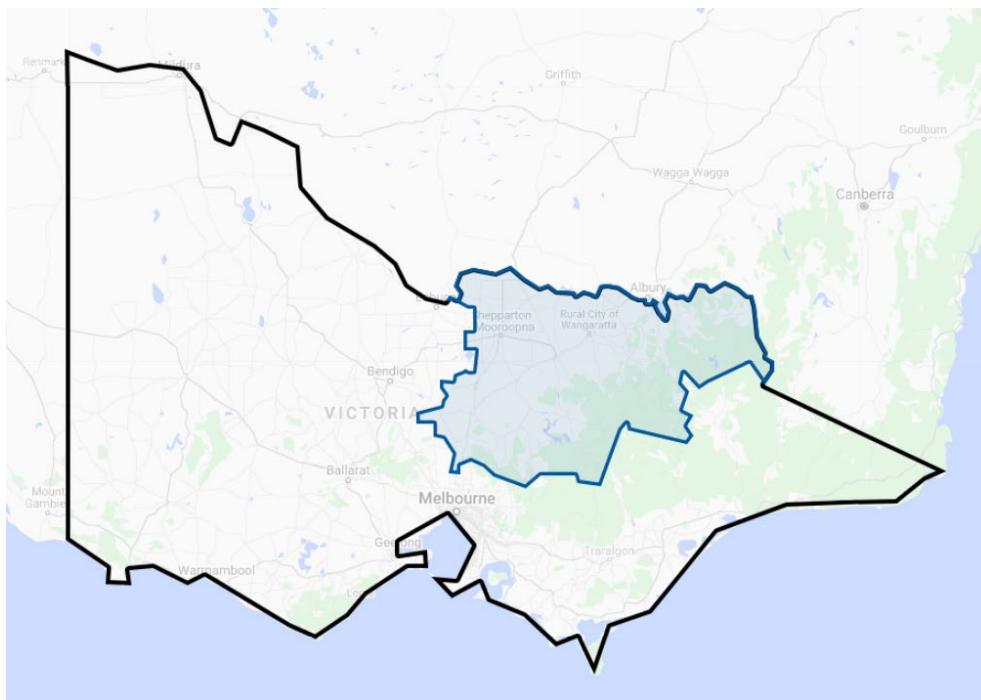 Renmark
Mildura
Griffith
Goulburn
Wagga Wagga
Canberra
Albury
Shepparton
Mooroopna
Rural City of
Wangaratta
Bendigo
VICTORIA
Ballarat
Mount
Gambier
Melbourne
Geelong
Traralgon
Warrnambool